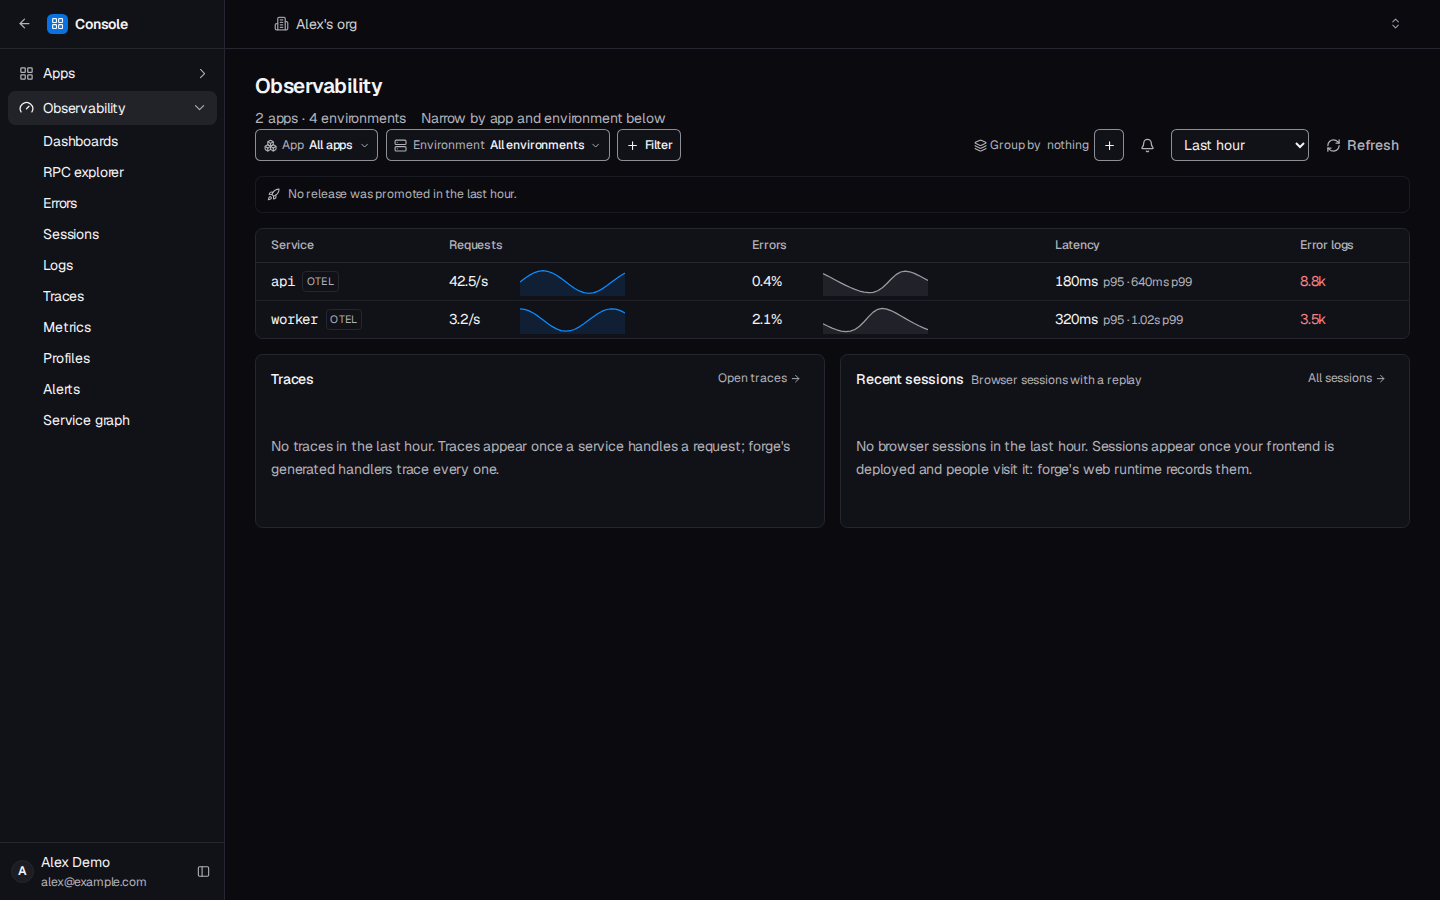 Console
Alex's org
Apps
Observability
Dashboards
RPC explorer
Errors
Sessions
Logs
Traces
Metrics
Profiles
Alerts
Service graph
Alex Demo
A
alex@example.com
Observability
2 apps · 4 environments Narrow by app and environment below
App All apps Environment All environments Filter Group by nothing Last hour Refresh
No release was promoted in the last hour.
Service Requests Errors Latency Error logs
api OTEL 42.5/s 0.4% 180ms p95 · 640ms p99 8.8k
worker OTEL 3.2/s 2.1% 320ms p95 · 1.02s p99 3.5k
Traces Open traces →
No traces in the last hour. Traces appear once a service handles a request; forge's
generated handlers trace every one.
Recent sessions Browser sessions with a replay All sessions →
No browser sessions in the last hour. Sessions appear once your frontend is
deployed and people visit it: forge's web runtime records them.